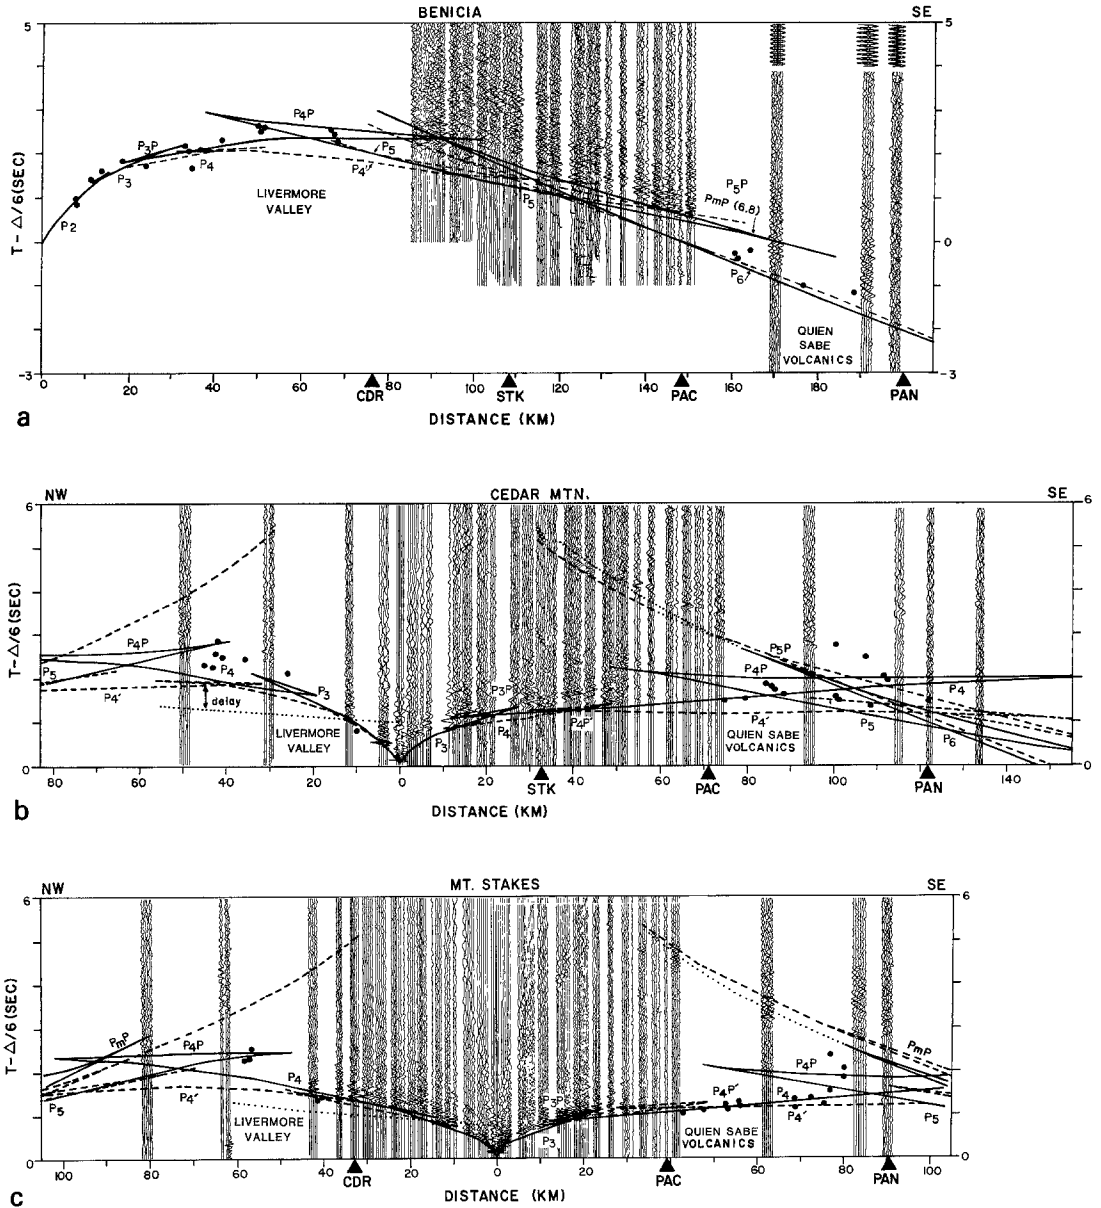 BENICIA
SE
5
5
T-Δ/6(SEC)
P4P
P3P
P3
P4
P5
P4'
P2
LIVERMORE
VALLEY
P5
P5P
PmP (6.8)
0
P6
QUIEN
SABE
VOLCANICS
-3
-3
0 20 40 60 80 100 120 140 160 180
CDR STK PAC PAN
DISTANCE (KM)
a
NW
CEDAR MTN.
SE
6
6
T-Δ/6(SEC)
P4P
P5
P4
P4'
P3
delay
LIVERMORE
VALLEY
P3
P3P
P4
P4P'
P5P
P4P
P4
P4'
P5
P6
QUIEN SABE
VOLCANICS
0
0
80 60 40 20 0 20 40 60 80 100 120 140
STK PAC PAN
DISTANCE (KM)
b
NW
MT. STAKES
SE
6
6
T-Δ/6(SEC)
PmP
P4P
P4
P4'
P5
LIVERMORE
VALLEY
P3P
P3
P4P'
P4P
PmP
P4
P4'
P5
QUIEN SABE
VOLCANICS
0
0
100 80 60 40 20 0 20 40 60 80 100
CDR PAC PAN
DISTANCE (KM)
c